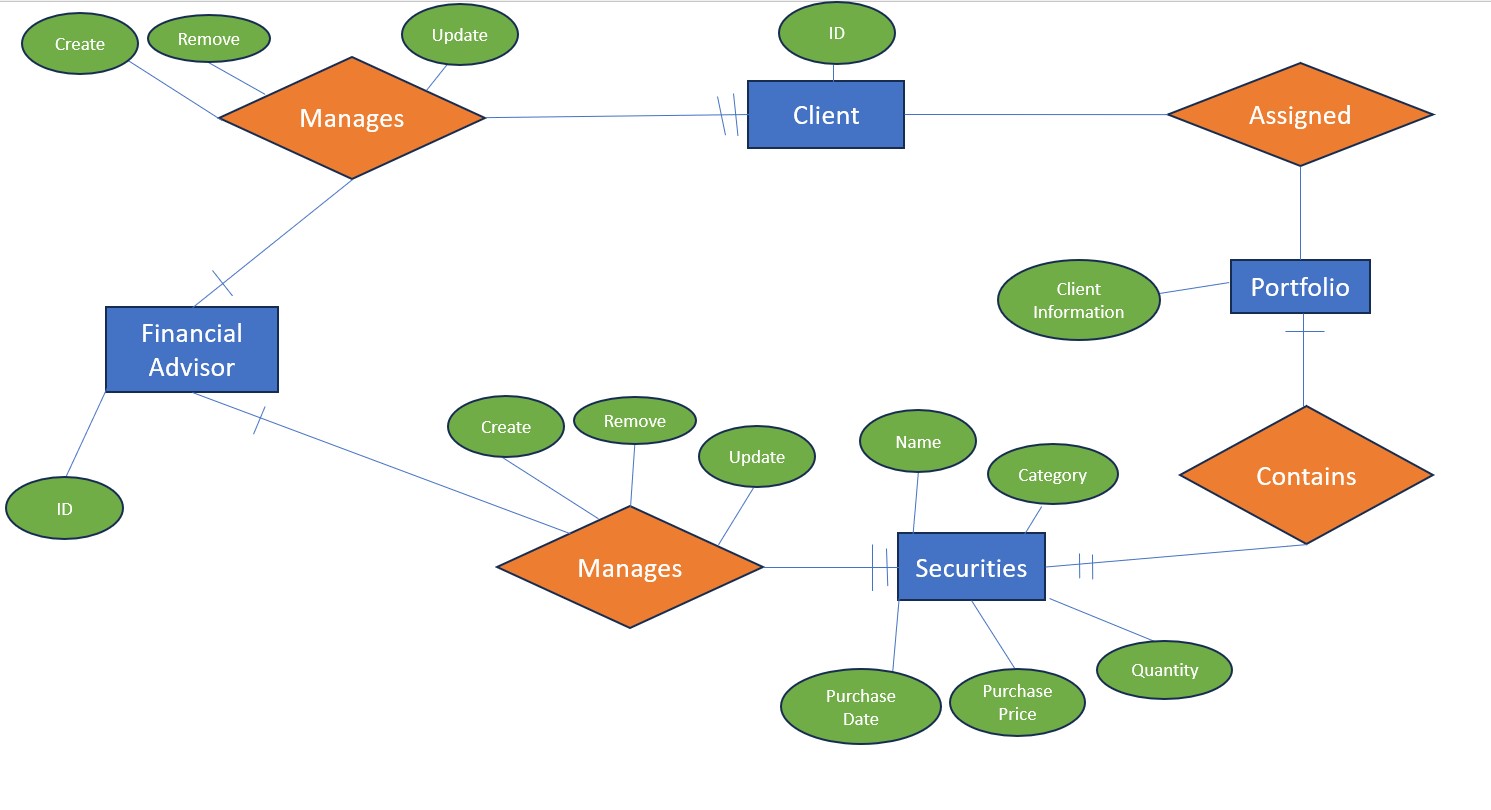 Create
Remove
Update
ID
Manages
Client
Assigned
Client
Information
Portfolio
Financial
Advisor
Create
Remove
Update
Name
Category
Contains
ID
Manages
Securities
Purchase
Date
Purchase
Price
Quantity